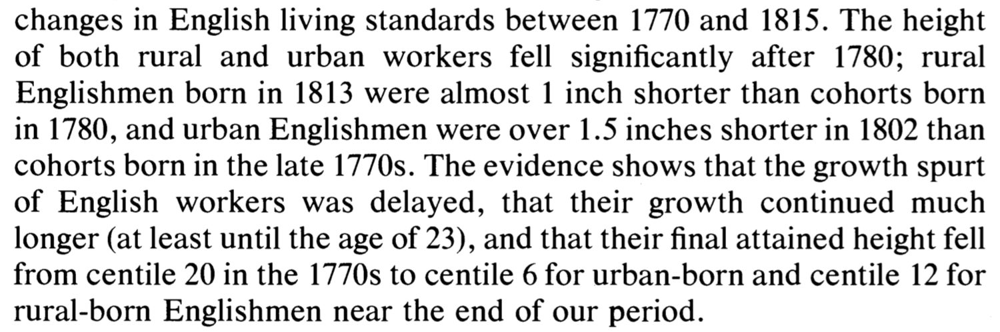 changes in English living standards between 1770 and 1815. The height
of both rural and urban workers fell significantly after 1780; rural
Englishmen born in 1813 were almost 1 inch shorter than cohorts born
in 1780, and urban Englishmen were over 1.5 inches shorter in 1802 than
cohorts born in the late 1770s. The evidence shows that the growth spurt
of English workers was delayed, that their growth continued much
longer (at least until the age of 23), and that their final attained height fell
from centile 20 in the 1770s to centile 6 for urban-born and centile 12 for
rural-born Englishmen near the end of our period.